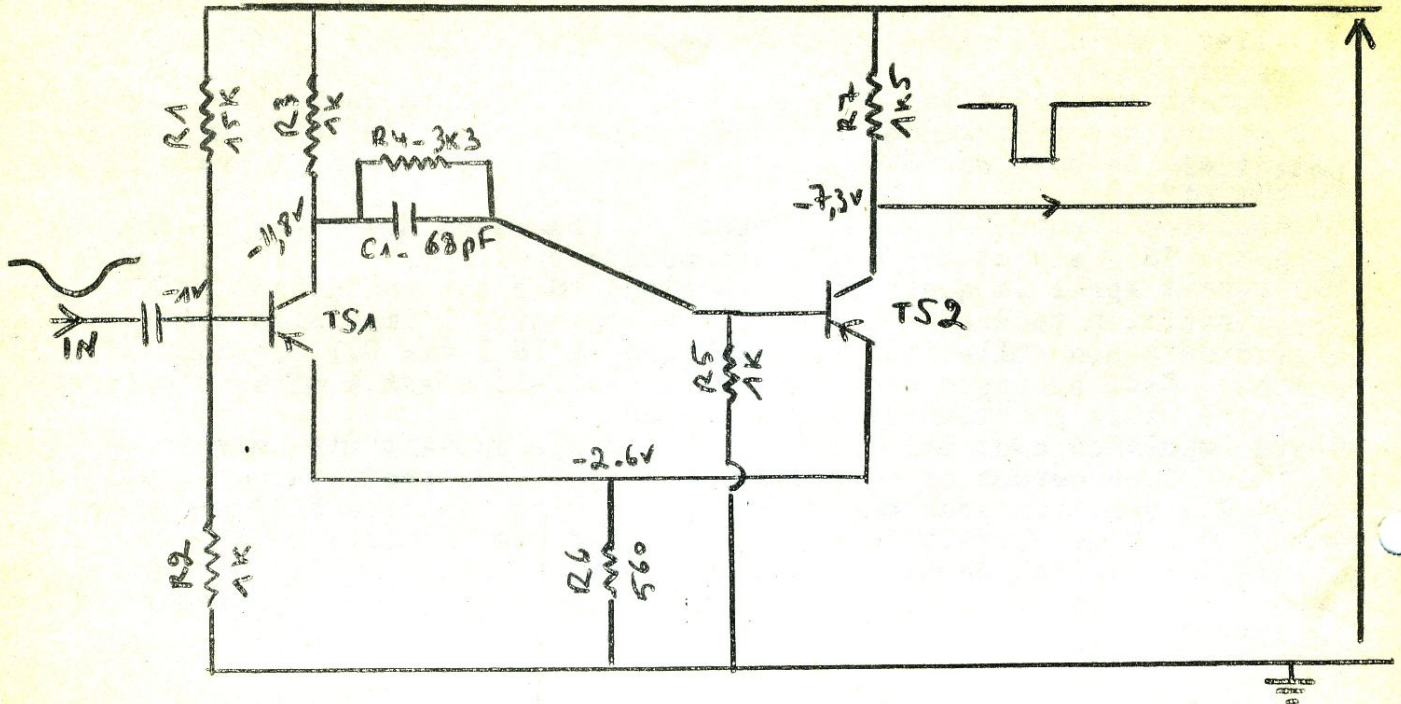 R1
15K
R3
1K
R4-3K3
-11,8V
C1- 68pF
R7
1K5
-7,3V
-1V
IN
TS1
TS2
R5
1K
-2.6V
R2
1K
R6
560